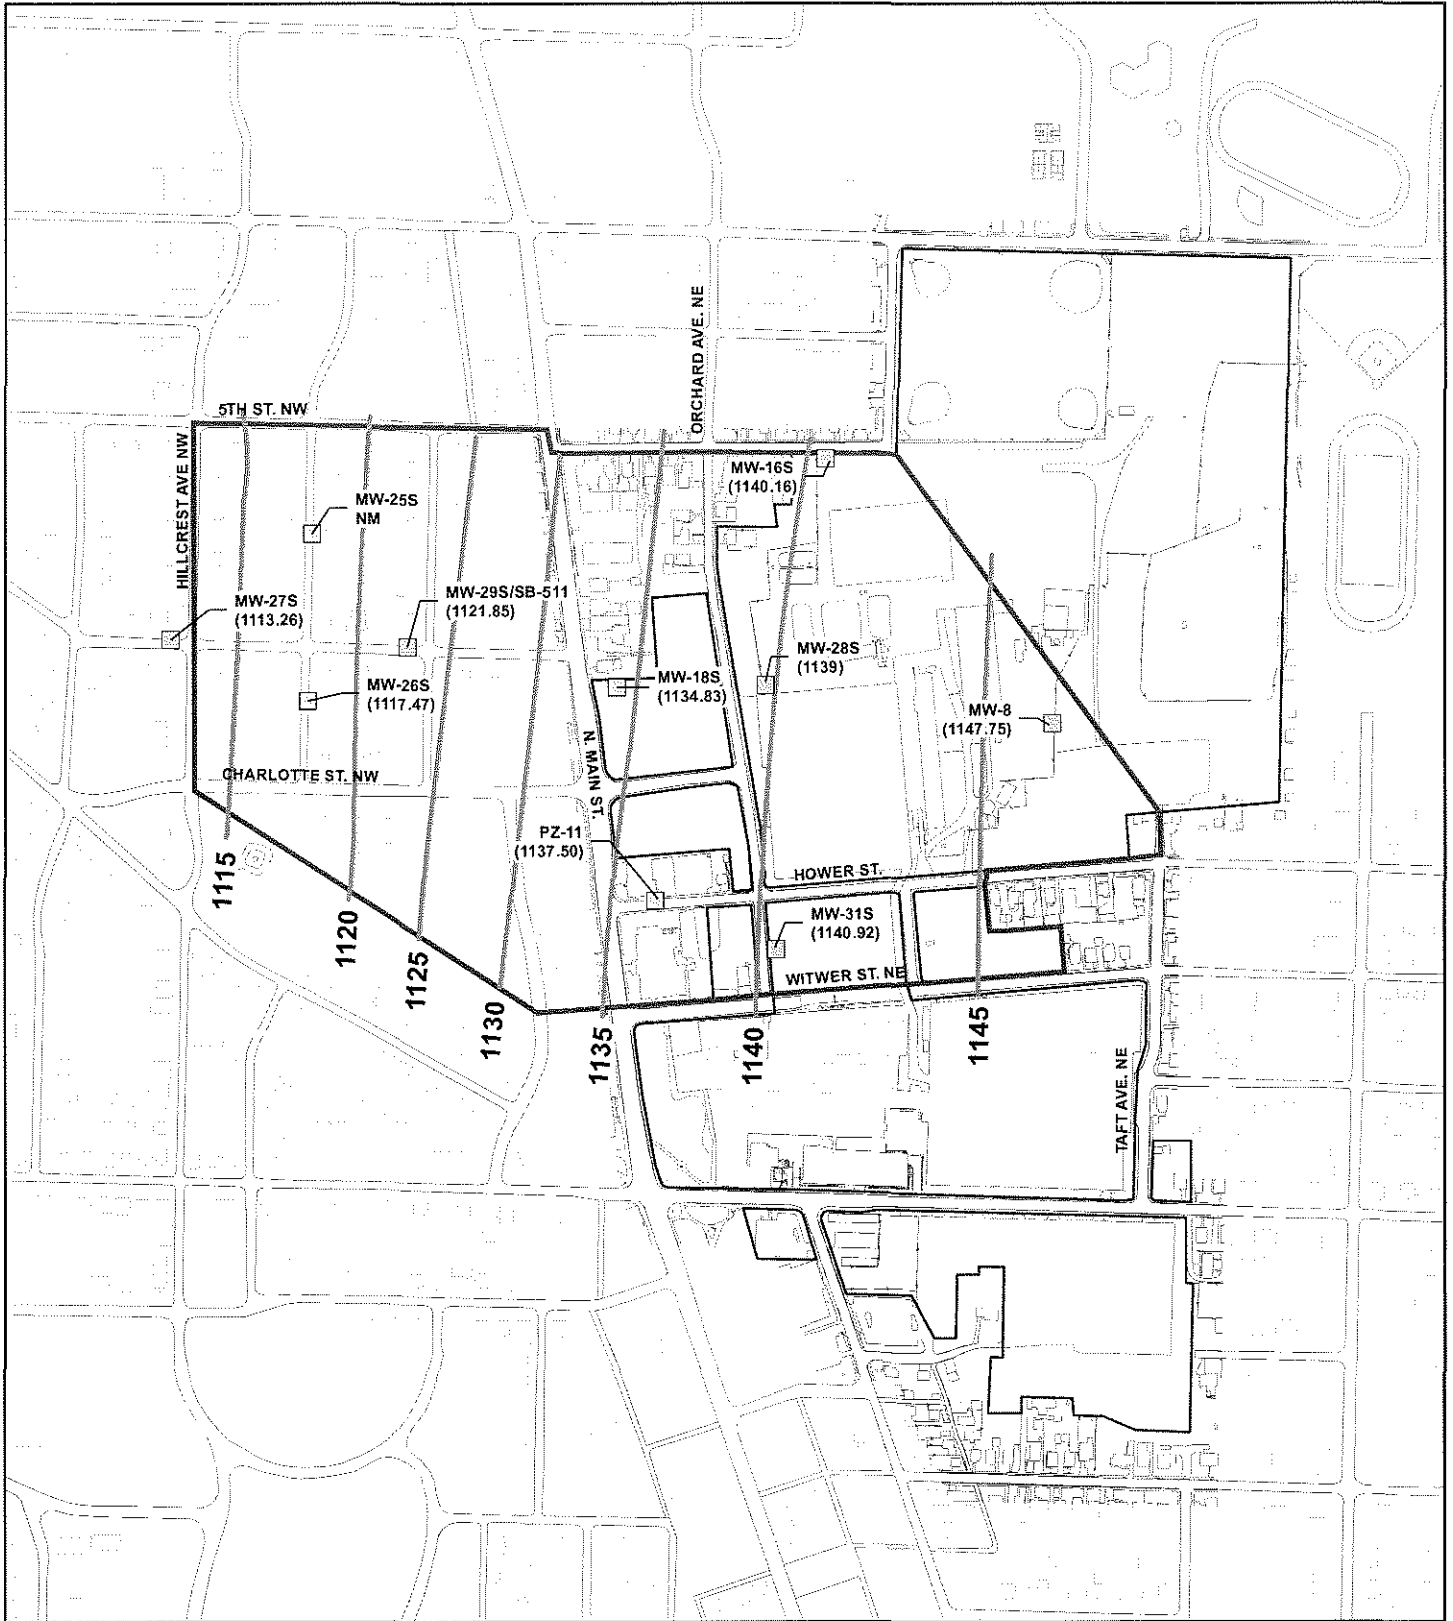 5TH ST. NW
HILLCREST AVE NW
ORCHARD AVE. NE
MW-16S
(1140.16)
MW-25S
NM
MW-27S
(1113.26)
MW-29S/SB-511
(1121.85)
MW-26S
(1117.47)
MW-18S
(1134.83)
MW-28S
(1139)
MW-8
(1147.75)
N. MAIN ST.
CHARLOTTE ST. NW
PZ-11
(1137.50)
HOWER ST.
MW-31S
(1140.92)
WITWER ST. NE
1115
1120
1125
1130
1135
1140
1145
TAFT AVE. NE